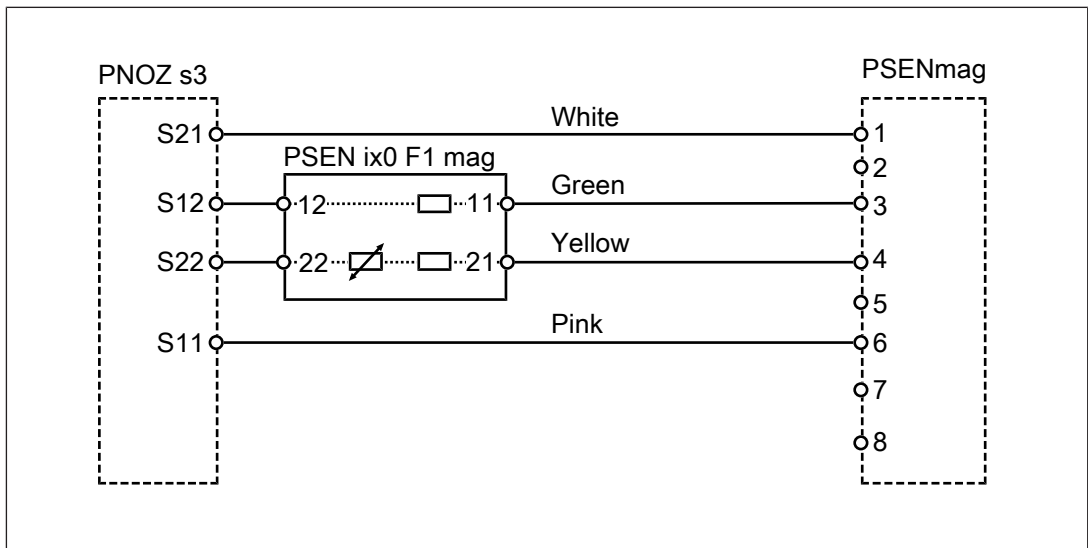 PNOZ s3
PSENmag
S21
White
1
2
PSEN ix0 F1 mag
S12
12
11
Green
3
S22
22
21
Yellow
4
5
S11
Pink
6
7
8